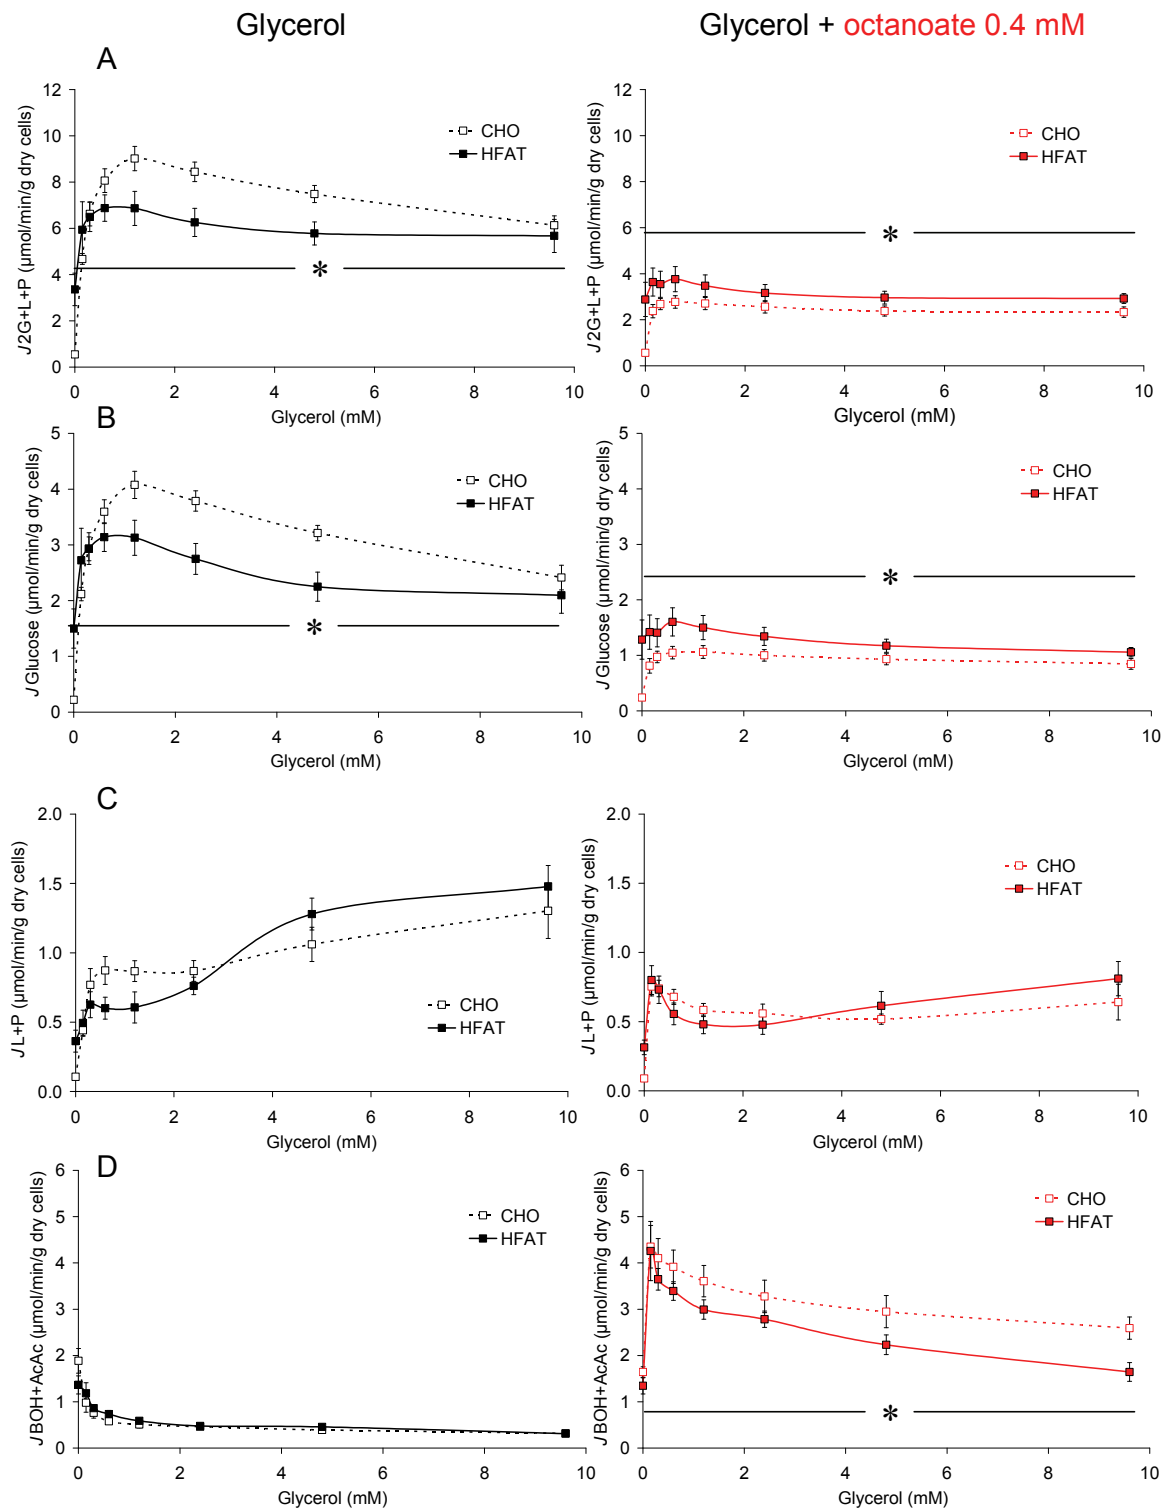 Glycerol
Glycerol + octanoate 0.4 mM
A
J2G+L+P (µmol/min/g dry cells)
12
10
8
6
4
2
0
0 2 4 6 8 10
Glycerol (mM)
CHO
HFAT
*
J2G+L+P (µmol/min/g dry cells)
12
10
8
6
4
2
0
0 2 4 6 8 10
Glycerol (mM)
CHO
HFAT
*
B
JGlucose (µmol/min/g dry cells)
5
4
3
2
1
0
0 2 4 6 8 10
Glycerol (mM)
CHO
HFAT
*
JGlucose (µmol/min/g dry cells)
5
4
3
2
1
0
0 2 4 6 8 10
Glycerol (mM)
CHO
HFAT
*
C
JL+P (µmol/min/g dry cells)
2.0
1.5
1.0
0.5
0.0
0 2 4 6 8 10
Glycerol (mM)
CHO
HFAT
JL+P (µmol/min/g dry cells)
2.0
1.5
1.0
0.5
0.0
0 2 4 6 8 10
Glycerol (mM)
CHO
HFAT
D
JBOH+AcAc (µmol/min/g dry cells)
6
5
4
3
2
1
0
0 2 4 6 8 10
Glycerol (mM)
CHO
HFAT
JBOH+AcAc (µmol/min/g dry cells)
6
5
4
3
2
1
0
0 2 4 6 8 10
Glycerol (mM)
CHO
HFAT
*